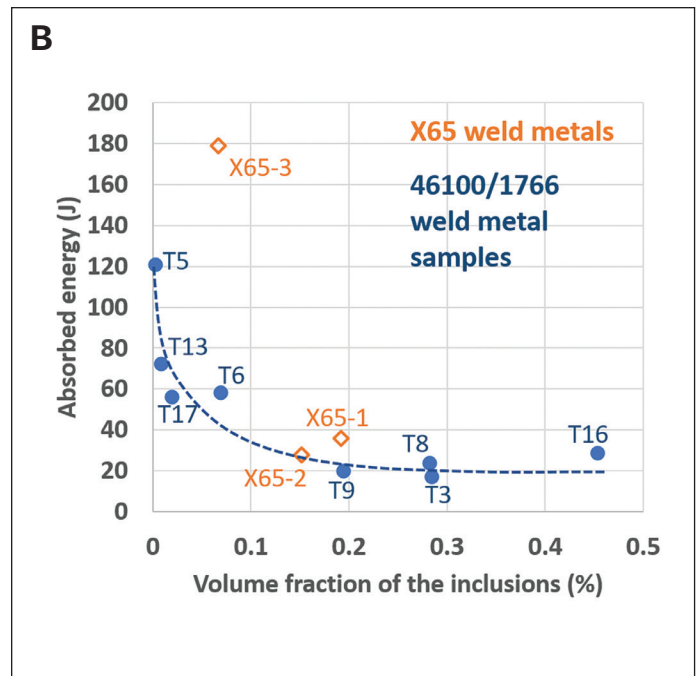 B
200
180
160
140
120
100
80
60
40
20
0
Absorbed energy (J)
X65 weld metals
46100/1766
weld metal
samples
X65-3
T5
T13
T6
T17
X65-1
X65-2
T9
T8
T3
T16
0 0.1 0.2 0.3 0.4 0.5
Volume fraction of the inclusions (%)